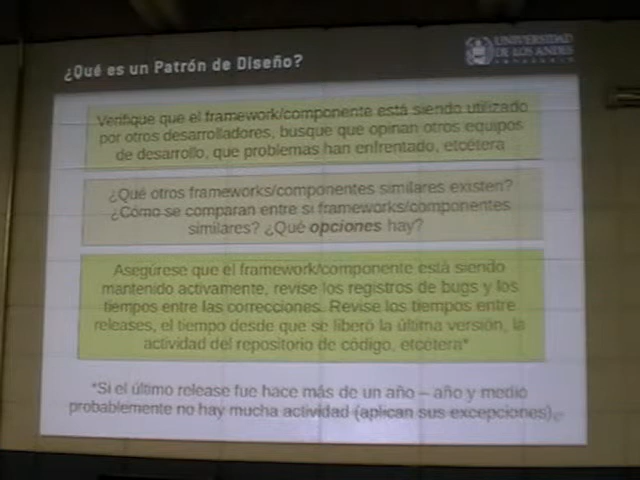 ¿Qué es un Patrón de Diseño?
UNIVERSIDAD
DE LOS ANDES
VENEZUELA
Verifique que el framework/componente está siendo utilizado
por otros desarrolladores, busque que opinan otros equipos
de desarrollo, que problemas han enfrentado, etcétera
¿Qué otros frameworks/componentes similares existen?
¿Cómo se comparan entre si frameworks/componentes
similares? ¿Qué opciones hay?
Asegúrese que el framework/componente está siendo
mantenido activamente, revise los registros de bugs y los
tiempos entre las correcciones. Revise los tiempos entre
releases, el tiempo desde que se liberó la última versión, la
actividad del repositorio de código, etcétera*
*Si el último release fue hace más de un año – año y medio
probablemente no hay mucha actividad (aplican sus excepciones)